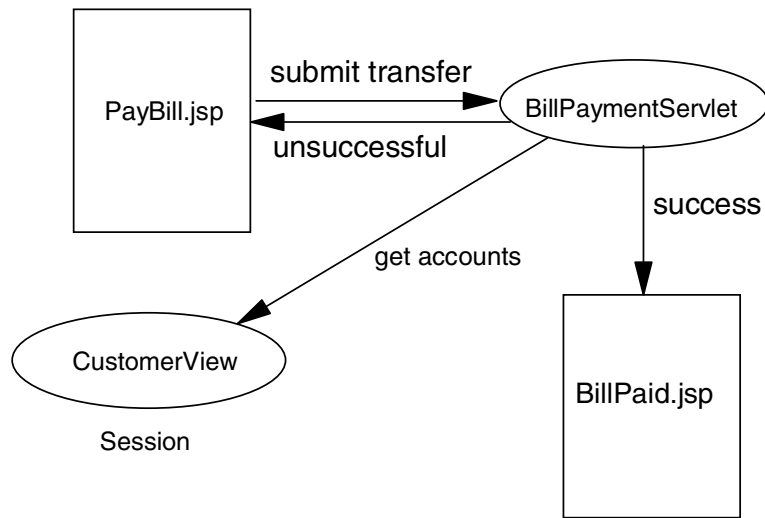 submit transfer
PayBill.jsp
BillPaymentServlet
unsuccessful
success
get accounts
CustomerView
BillPaid.jsp
Session